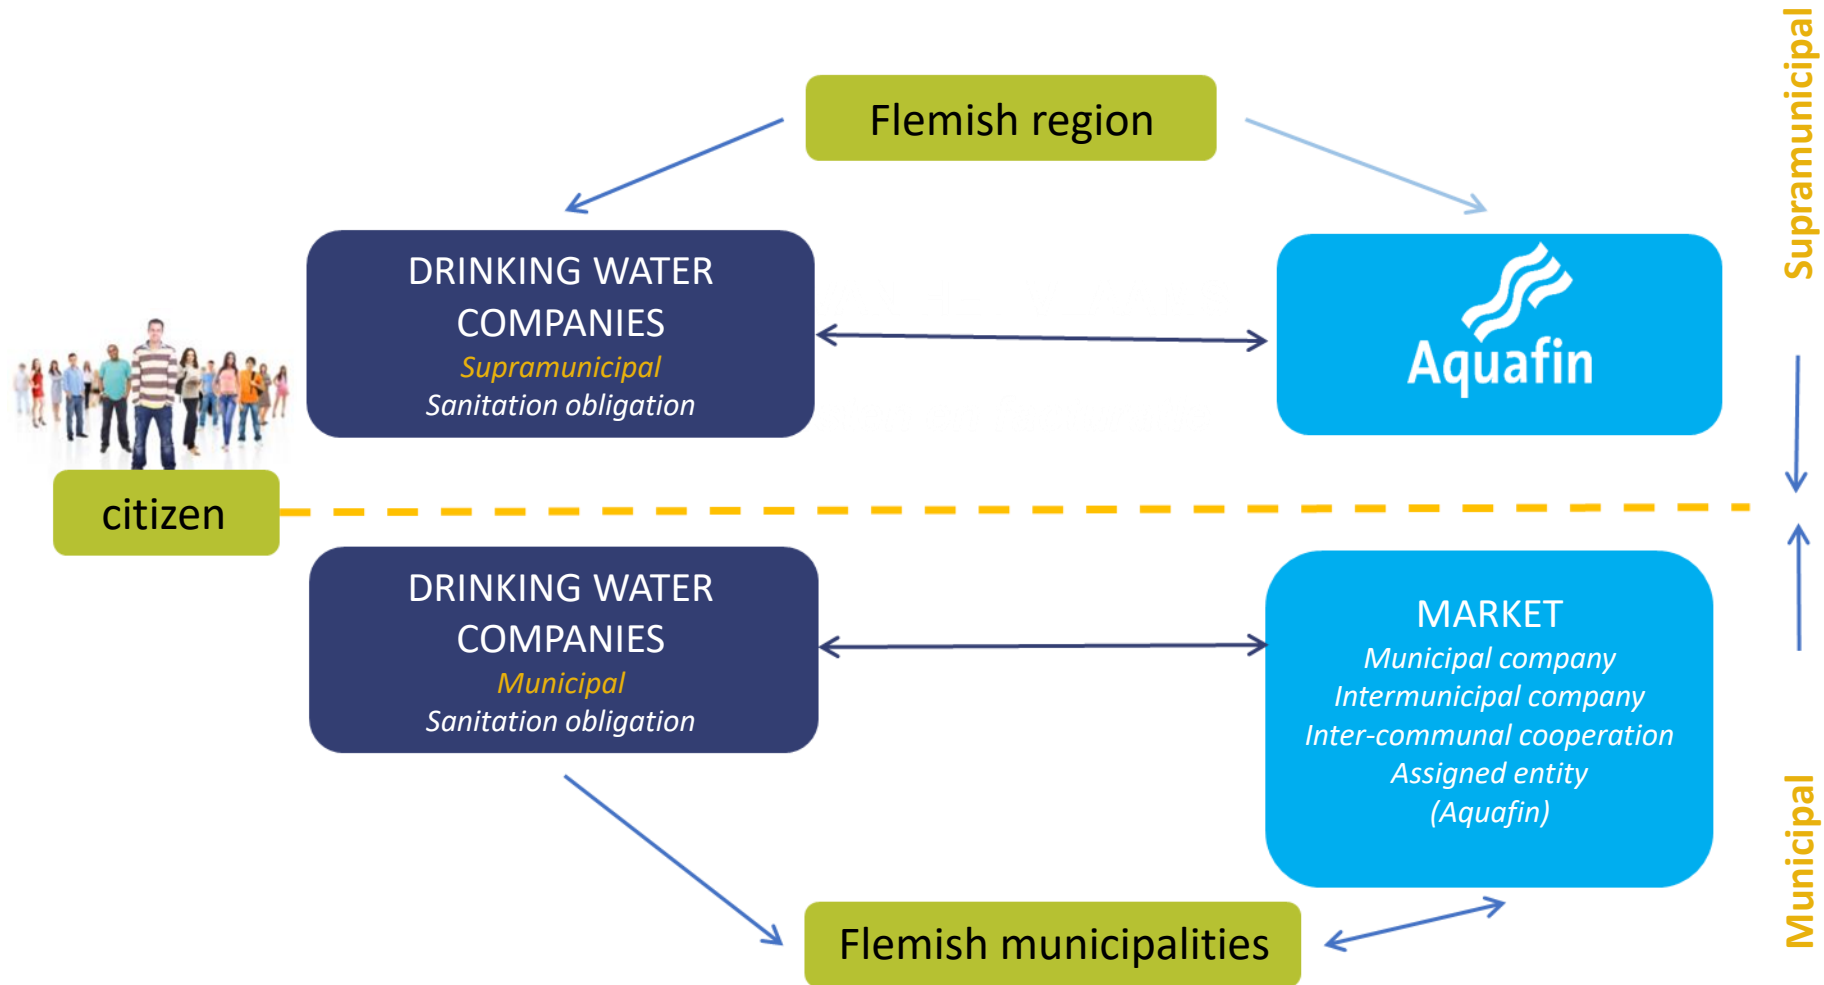 Flemish region
Supramunicipal
DRINKING WATER
COMPANIES
Supramunicipal
Sanitation obligation
Aquafin
citizen
DRINKING WATER
COMPANIES
Municipal
Sanitation obligation
MARKET
Municipal company
Intermunicipal company
Inter-communal cooperation
Assigned entity
(Aquafin)
Municipal
Flemish municipalities